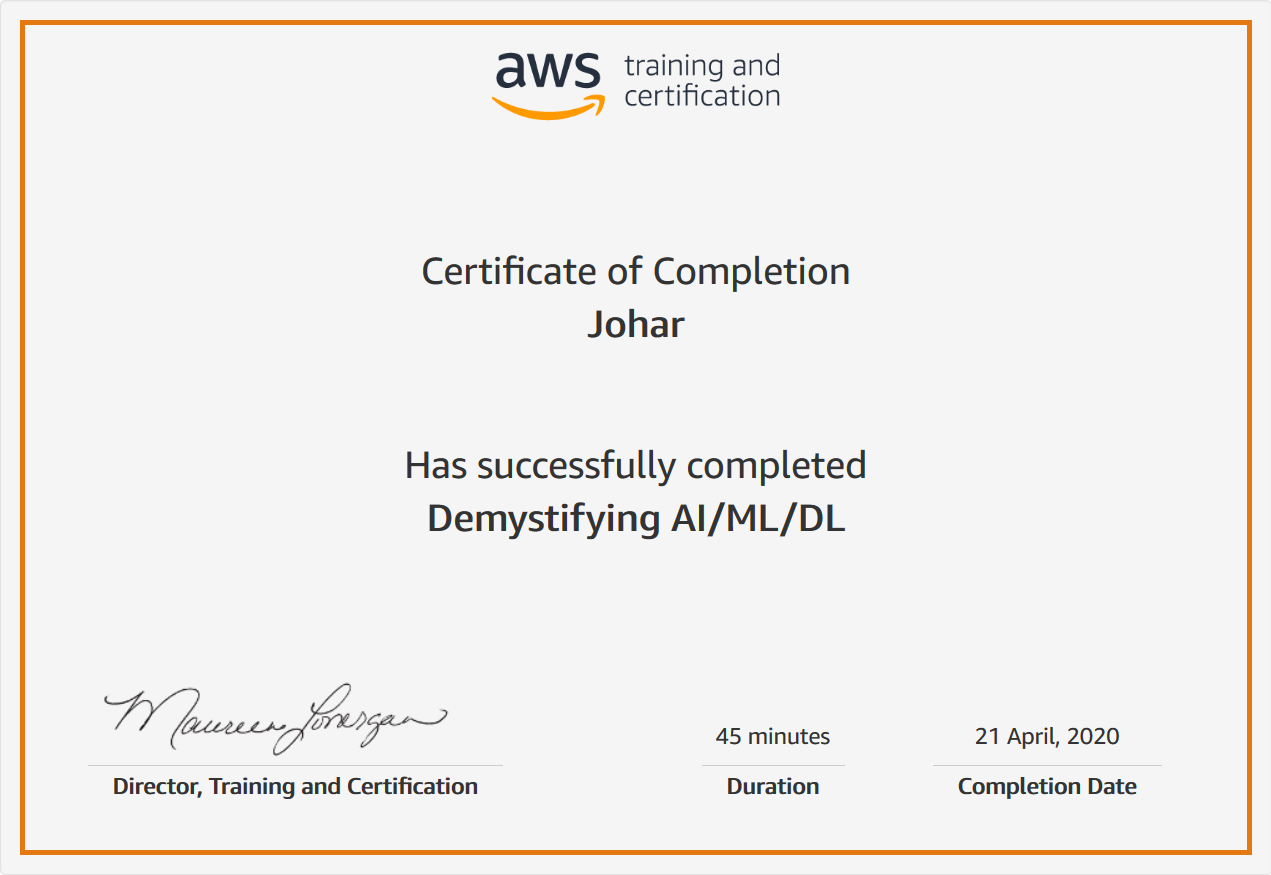 aws training and
certification
Certificate of Completion
Johar
Has successfully completed
Demystifying AI/ML/DL
Maureen Lonergan
45 minutes
21 April, 2020
Director, Training and Certification
Duration
Completion Date